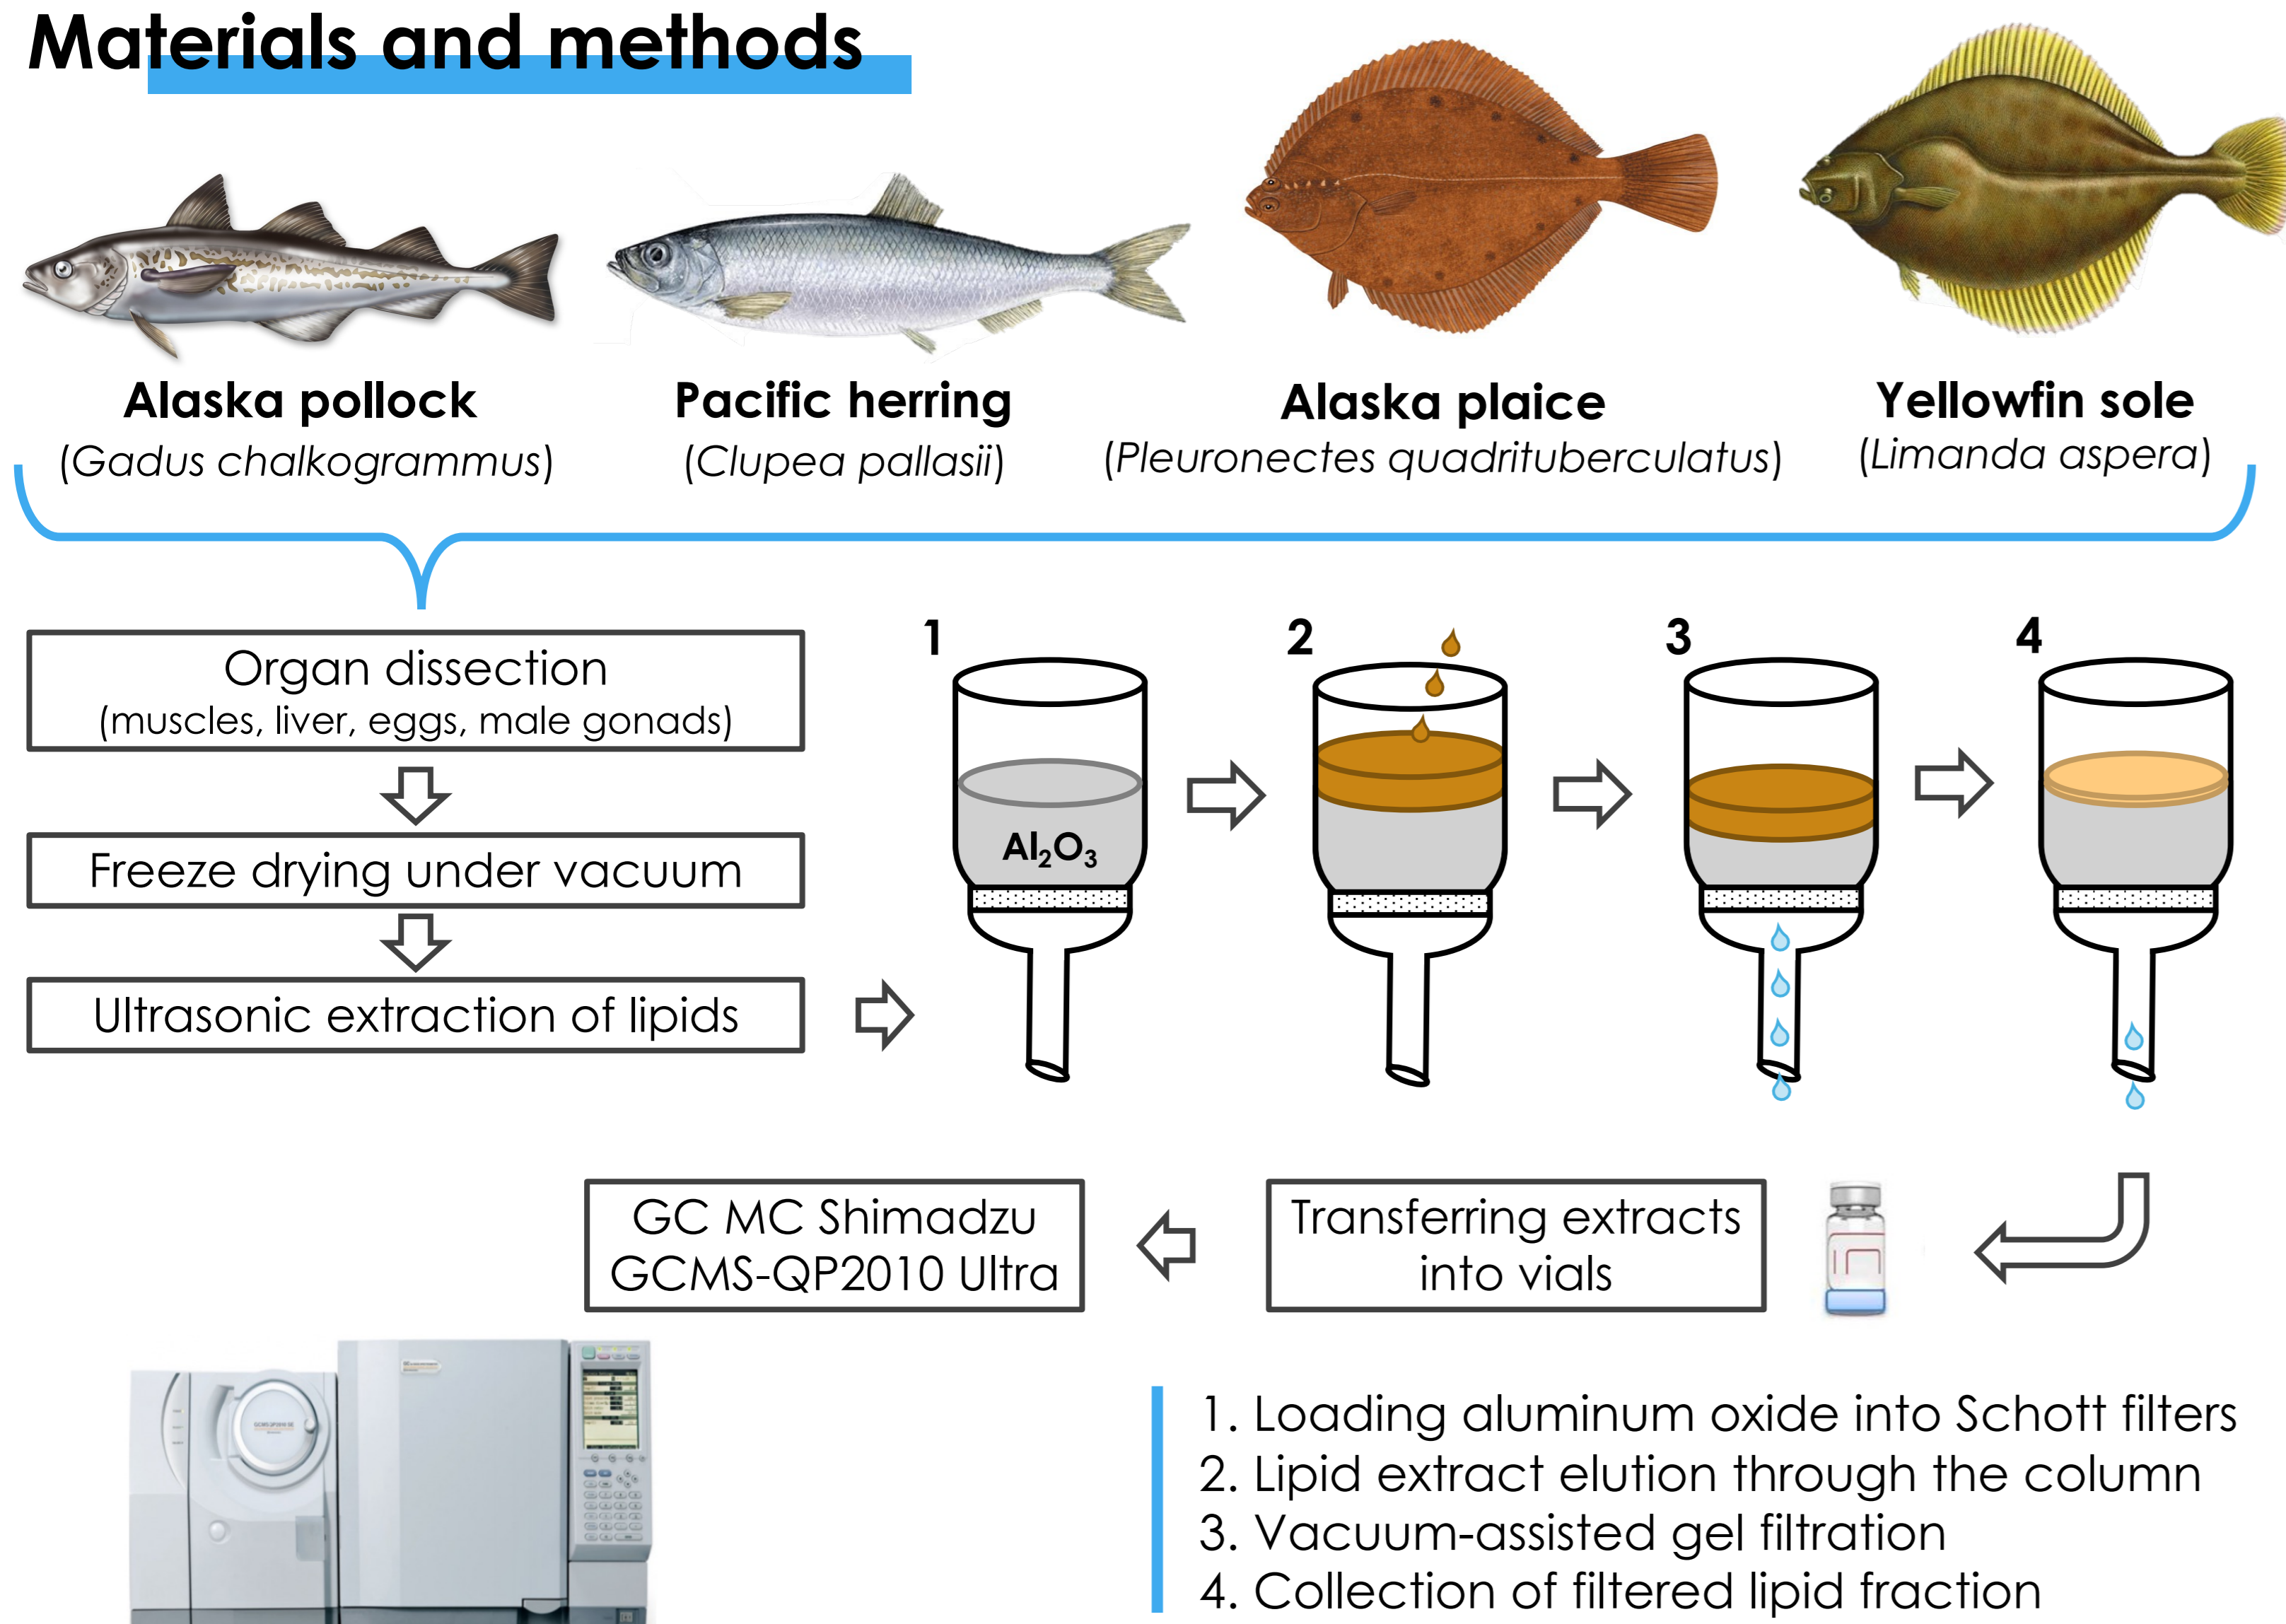 Materials and methods
Alaska pollock
(Gadus chalkogrammus)
Pacific herring
(Clupea pallasii)
Alaska plaice
(Pleuronectes quadrituberculatus)
Yellowfin sole
(Limanda aspera)
Organ dissection
(muscles, liver, eggs, male gonads)
Freeze drying under vacuum
Ultrasonic extraction of lipids
1
2
3
4
Al₂O₃
GC MC Shimadzu
GCMS-QP2010 Ultra
Transferring extracts
into vials
1. Loading aluminum oxide into Schott filters
2. Lipid extract elution through the column
3. Vacuum-assisted gel filtration
4. Collection of filtered lipid fraction